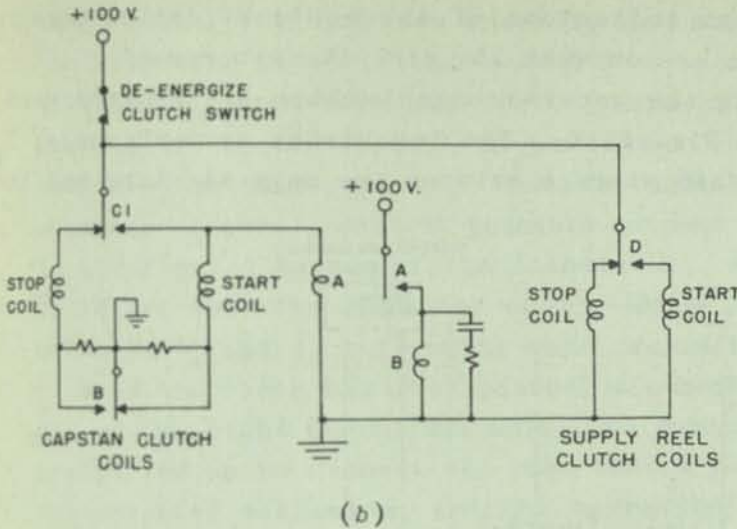 +100 V.
DE-ENERGIZE
CLUTCH SWITCH
+100 V.
C1
A
D
STOP
COIL
START
COIL
A
STOP
COIL
START
COIL
B
B
CAPSTAN CLUTCH
COILS
SUPPLY REEL
CLUTCH COILS
(b)